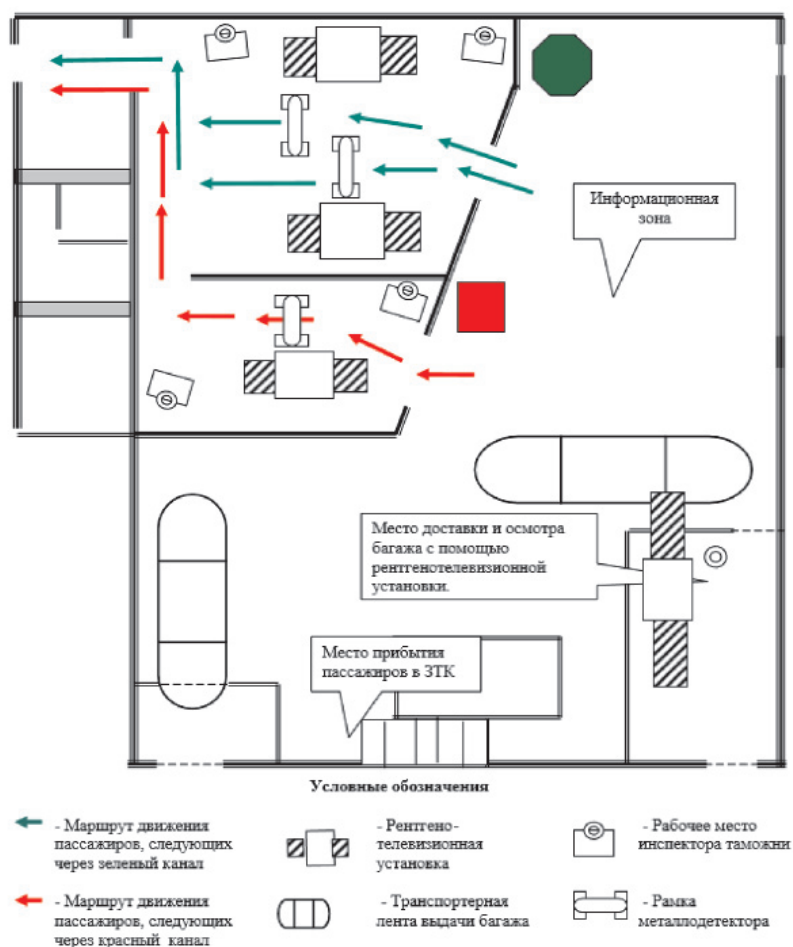 Информационная
зона
Место доставки и осмотра
багажа с помощью
рентгенотелевизионной
установки.
Место прибытия
пассажиров в ЗТК
Условные обозначения
- Маршрут движения
пассажиров, следующих
через зеленый канал
- Рентгено-
телевизионная
установка
- Рабочее место
инспектора таможни
- Маршрут движения
пассажиров, следующих
через красный канал
- Транспортерная
лента выдачи багажа
- Рамка
металлодетектора